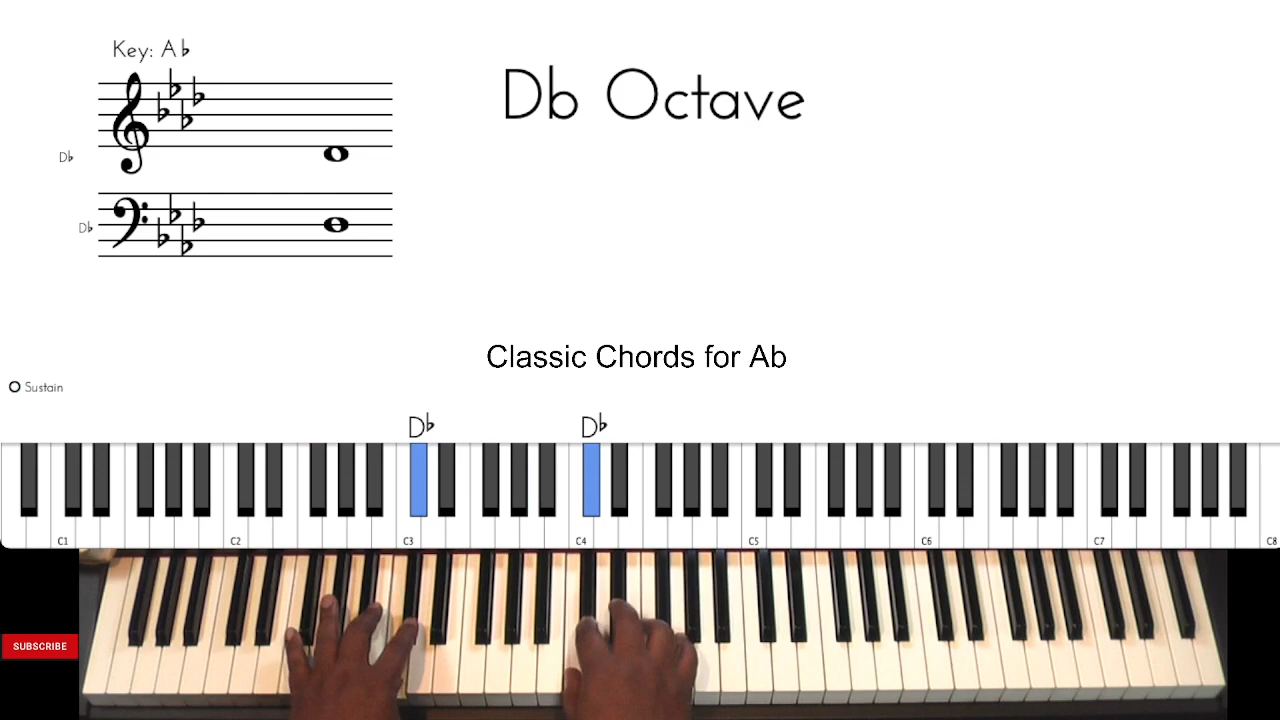 Key: A♭
Db Octave
D♭
D♭
Classic Chords for Ab
Sustain
D♭ D♭
C1 C2 C3 C4 C5 C6 C7 C8
SUBSCRIBE